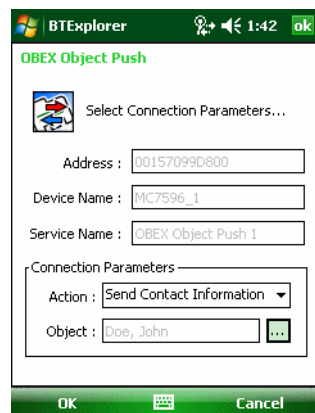 BTExplorer 1:42 ok
OBEX Object Push
Select Connection Parameters...
Address : 00157099D800
Device Name : MC7596_1
Service Name : OBEX Object Push 1
Connection Parameters
Action : Send Contact Information
Object : Doe, John ...
OK Cancel